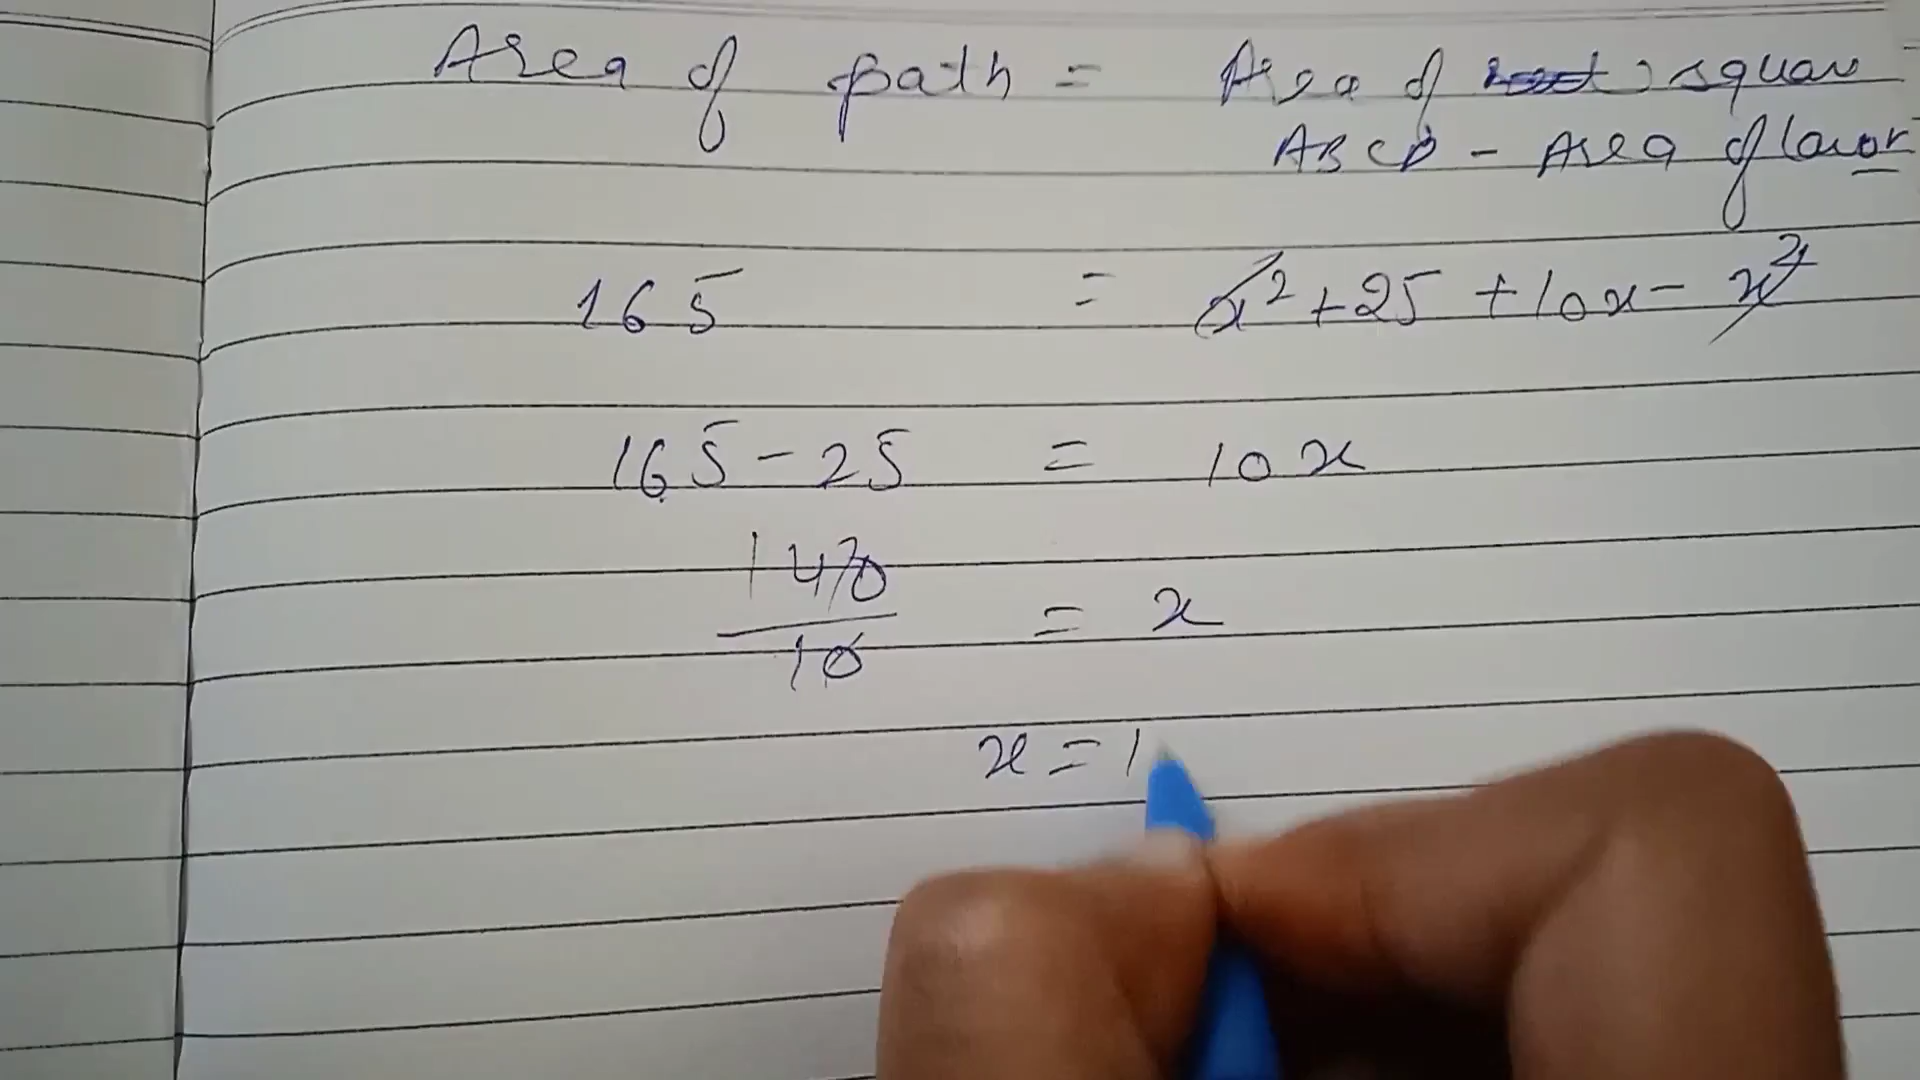 Area of path = Area of square
ABCD - Area of lawn
165 = x² + 25 + 10x - x²
165 - 25 = 10x
140/10 = x
x = 1